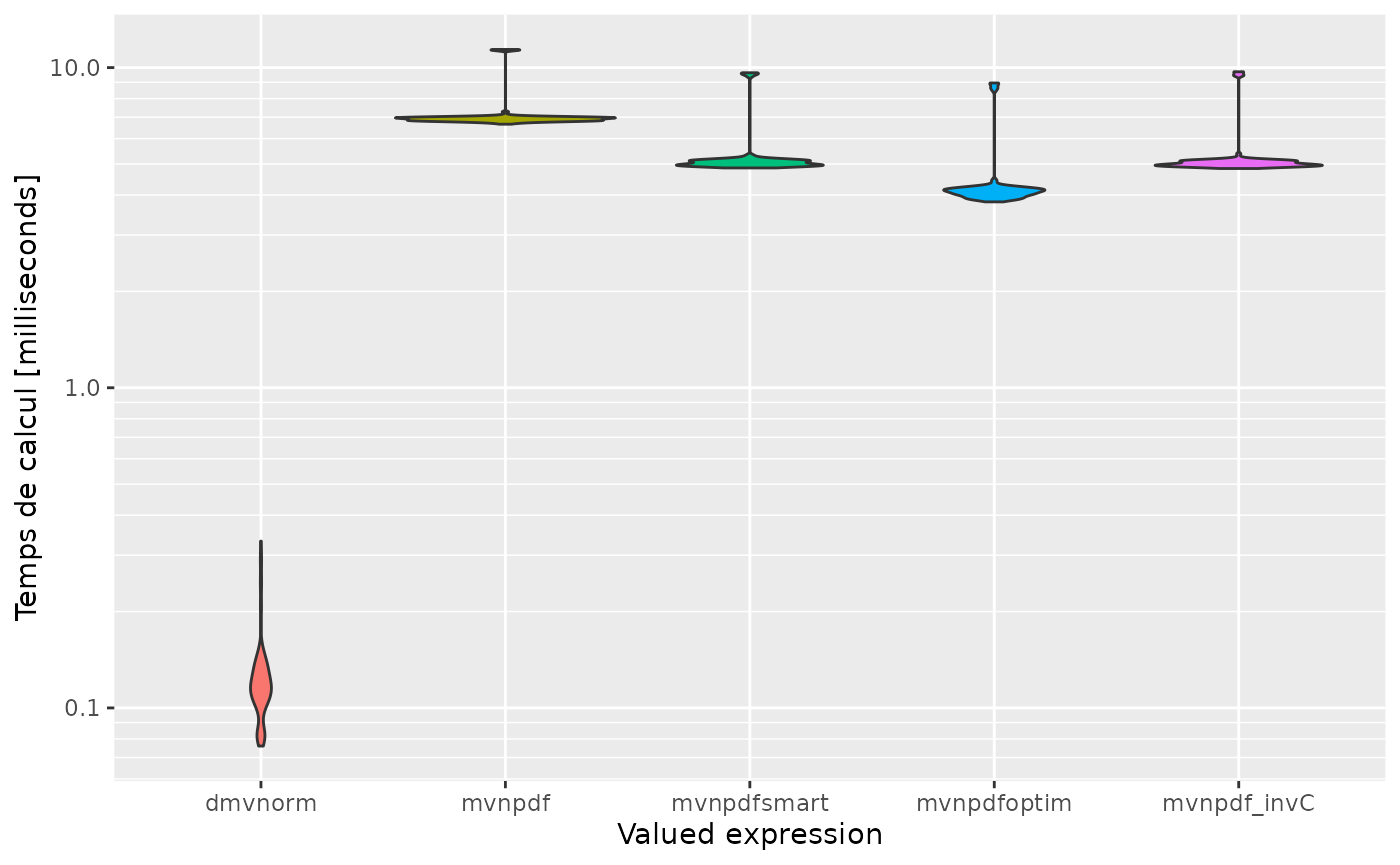 Temps de calcul [milliseconds]
10.0
1.0
0.1
dmvnorm mvnpdf mvnpdfsmart mvnpdfoptim mvnpdf_invC
Valued expression